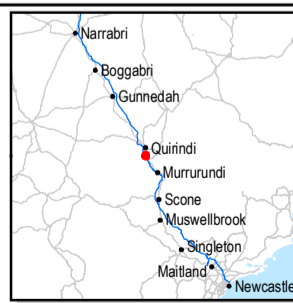 Narrabri
Boggabri
Gunnedah
Quirindi
Murrurundi
Scone
Muswellbrook
Singleton
Maitland
Newcastle